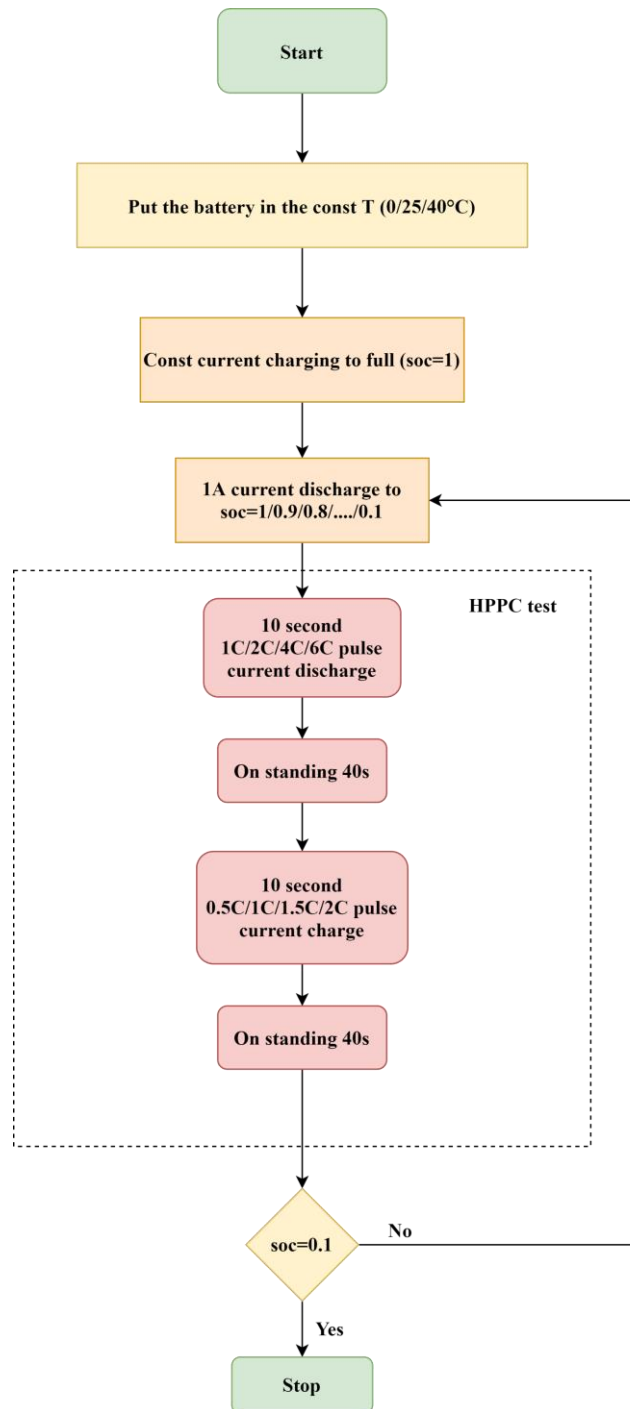 Start
Put the battery in the const T (0/25/40°C)
Const current charging to full (soc=1)
1A current discharge to
soc=1/0.9/0.8/..../0.1
HPPC test
10 second
1C/2C/4C/6C pulse
current discharge
On standing 40s
10 second
0.5C/1C/1.5C/2C pulse
current charge
On standing 40s
soc=0.1
No
Yes
Stop